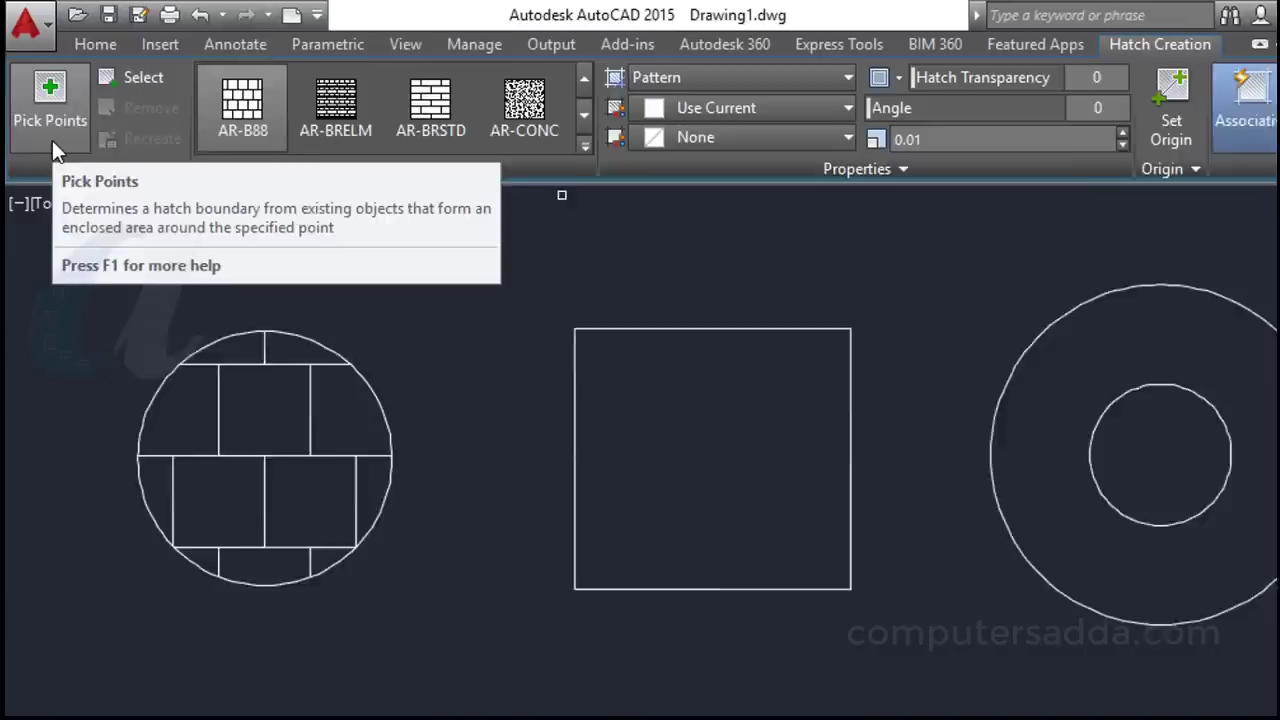 Autodesk AutoCAD 2015 Drawing1.dwg
Type a keyword or phrase
Home Insert Annotate Parametric View Manage Output Add-ins Autodesk 360 Express Tools BIM 360 Featured Apps Hatch Creation
Pick Points
Select
Remove
Recreate
AR-B88
AR-BRELM
AR-BRSTD
AR-CONC
Pattern
Use Current
None
Hatch Transparency 0
Angle 0
0.01
Properties
Set
Origin
Origin
Associati
Pick Points
Determines a hatch boundary from existing objects that form an
enclosed area around the specified point
Press F1 for more help
[−][To
computersadda.com